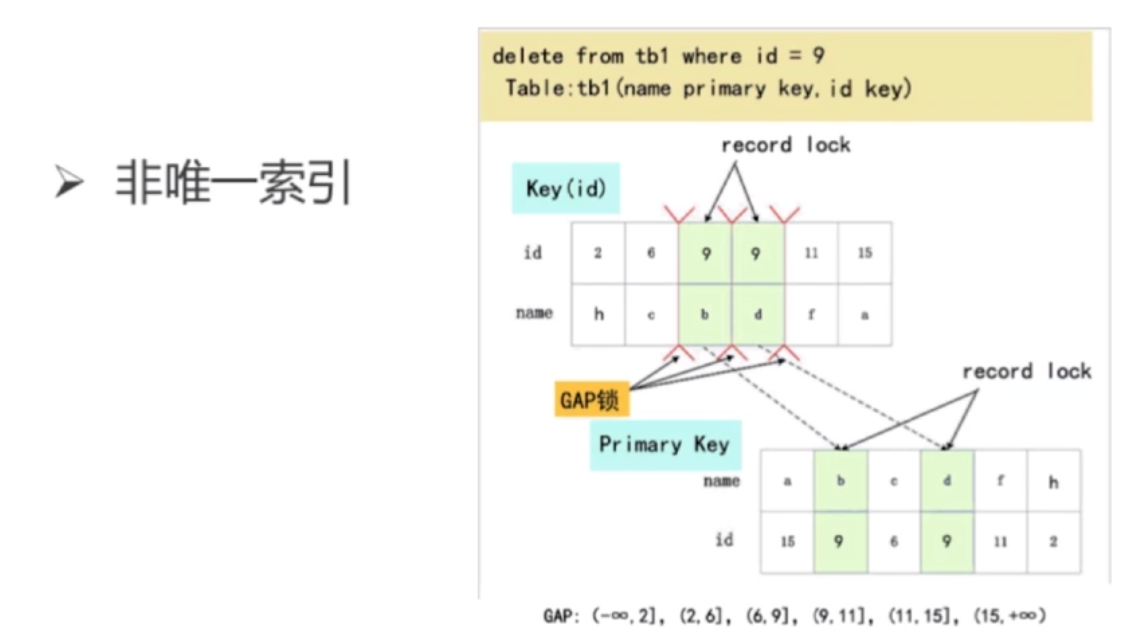 delete from tb1 where id = 9
Table:tb1(name primary key,id key)
➢ 非唯一索引
record lock
Key(id)
id 2 6 9 9 11 15
name h c b d f a
GAP锁
record lock
Primary Key
name a b c d f h
id 15 9 6 9 11 2
GAP: (-∞,2], (2,6], (6,9], (9,11], (11,15], (15,+∞)